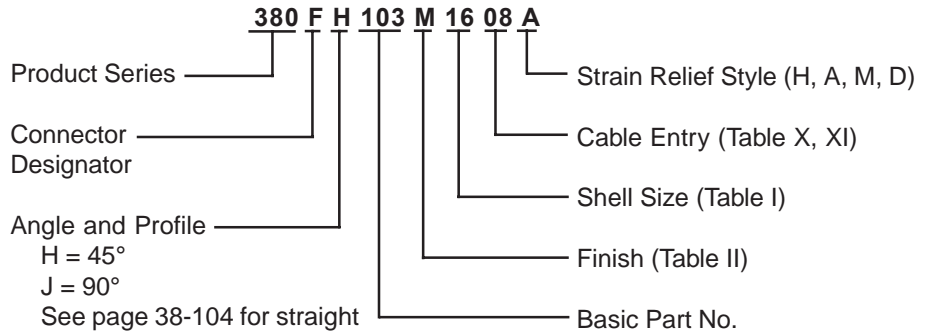 380 F H 103 M 16 08 A
Product Series
Connector
Designator
Angle and Profile
H = 45°
J = 90°
See page 38-104 for straight
Strain Relief Style (H, A, M, D)
Cable Entry (Table X, XI)
Shell Size (Table I)
Finish (Table II)
Basic Part No.